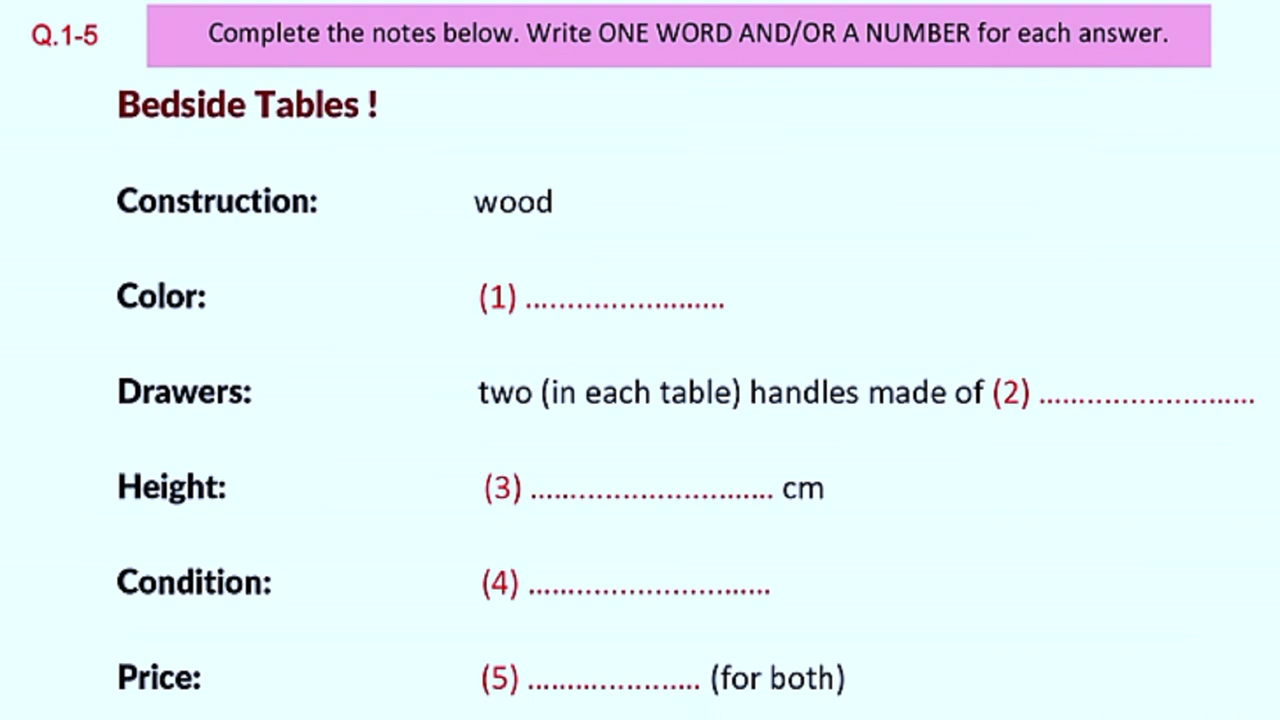 Q.1-5 Complete the notes below. Write ONE WORD AND/OR A NUMBER for each answer.
Bedside Tables !
Construction: wood
Color: (1) ........................
Drawers: two (in each table) handles made of (2) ..........................
Height: (3) ............................. cm
Condition: (4) .............................
Price: (5) ..................... (for both)